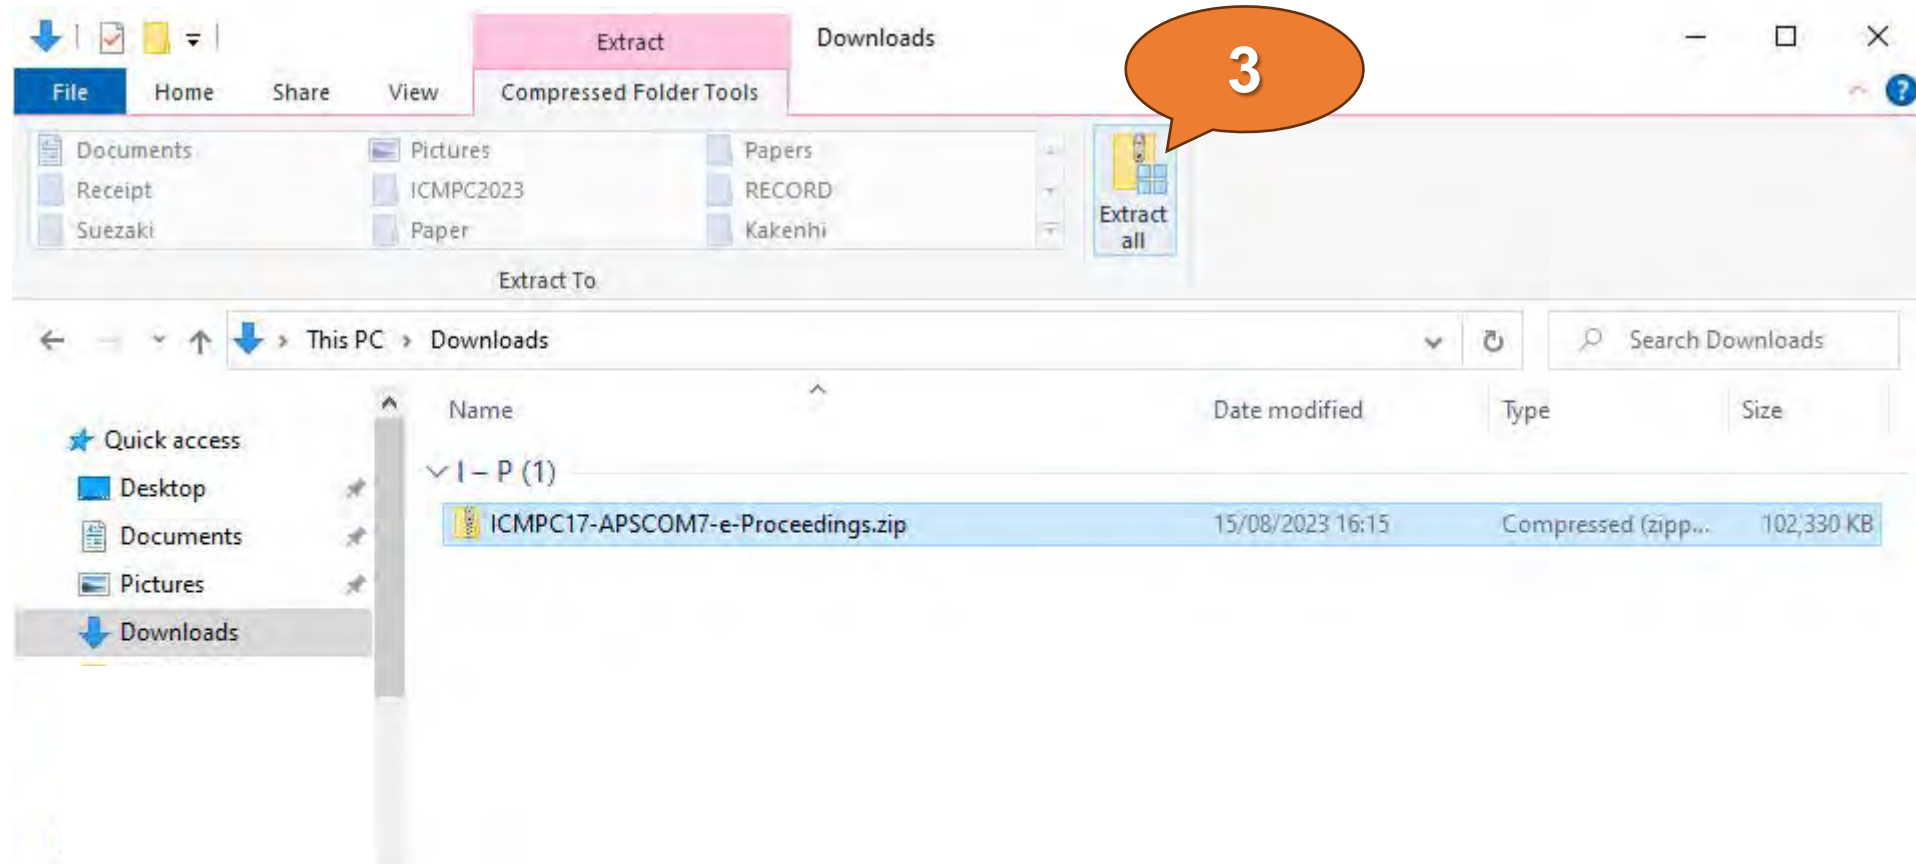 Extract Downloads
3
File Home Share View Compressed Folder Tools
Documents Pictures Papers
Receipt ICMPC2023 RECORD
Suezaki Paper Kakenhi
Extract
all
Extract To
This PC Downloads Search Downloads
Name Date modified Type Size
Quick access
I – P (1)
Desktop
ICMPC17-APSCOM7-e-Proceedings.zip 15/08/2023 16:15 Compressed (zipp... 102,330 KB
Documents
Pictures
Downloads